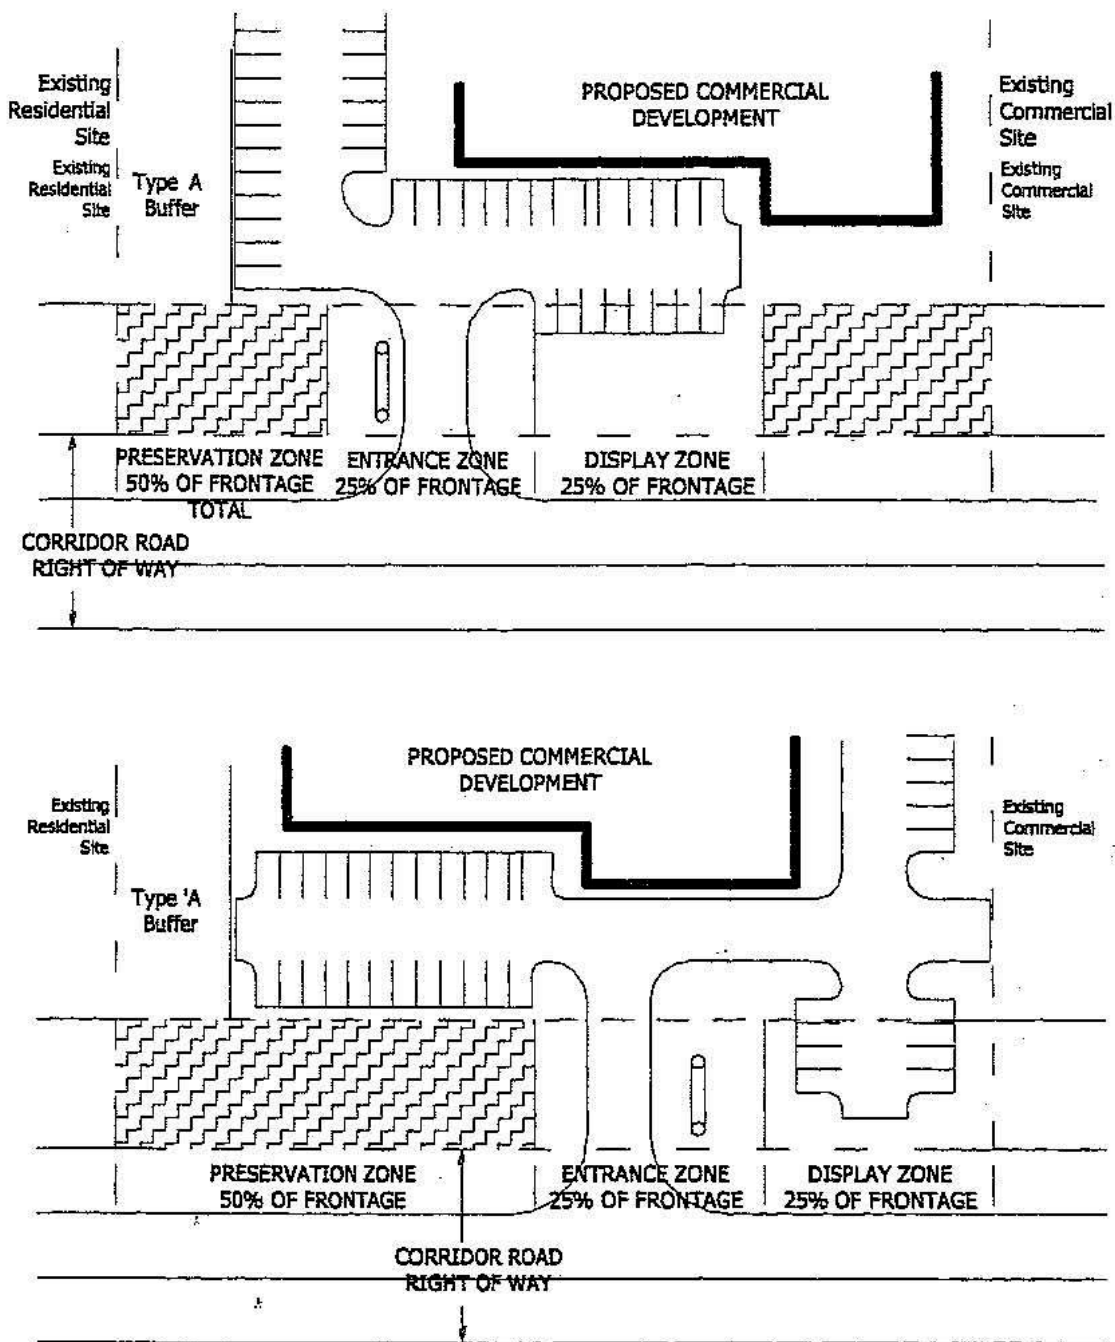 Existing
Residential
Site
Existing
Residential
Site
Type A
Buffer
PROPOSED COMMERCIAL
DEVELOPMENT
Existing
Commercial
Site
Existing
Commercial
Site
PRESERVATION ZONE
50% OF FRONTAGE
TOTAL
ENTRANCE ZONE
25% OF FRONTAGE
DISPLAY ZONE
25% OF FRONTAGE
CORRIDOR ROAD
RIGHT OF WAY
PROPOSED COMMERCIAL
DEVELOPMENT
Existing
Residential
Site
Type 'A
Buffer
Existing
Commercial
Site
PRESERVATION ZONE
50% OF FRONTAGE
ENTRANCE ZONE
25% OF FRONTAGE
DISPLAY ZONE
25% OF FRONTAGE
CORRIDOR ROAD
RIGHT OF WAY